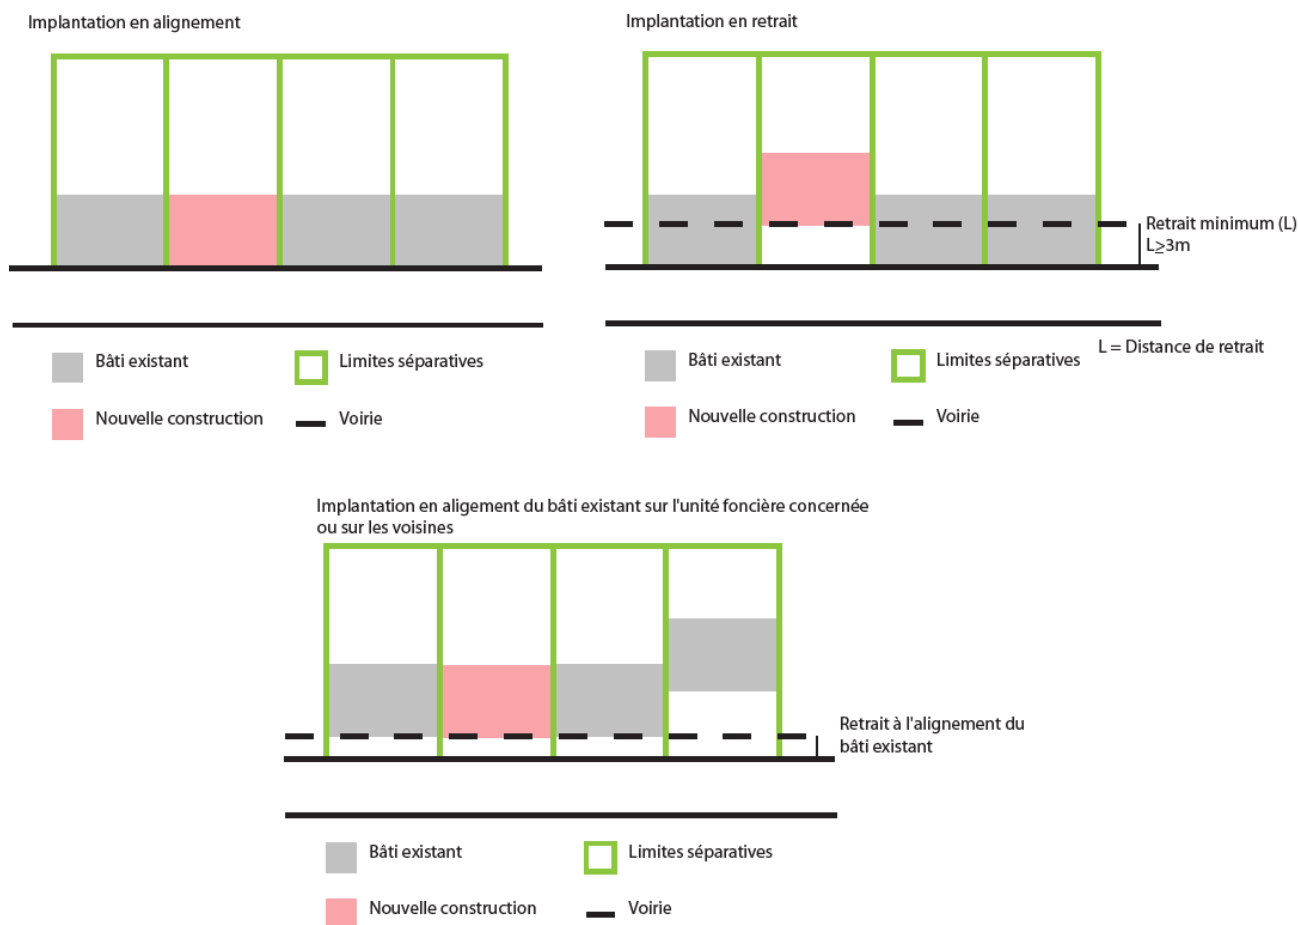 Implantation en alignement
Bâti existant
Limites séparatives
Nouvelle construction
Voirie
Implantation en retrait
Retrait minimum (L)
L≥3m
L = Distance de retrait
Bâti existant
Limites séparatives
Nouvelle construction
Voirie
Implantation en aligement du bâti existant sur l'unité foncière concernée
ou sur les voisines
Retrait à l'alignement du
bâti existant
Bâti existant
Limites séparatives
Nouvelle construction
Voirie